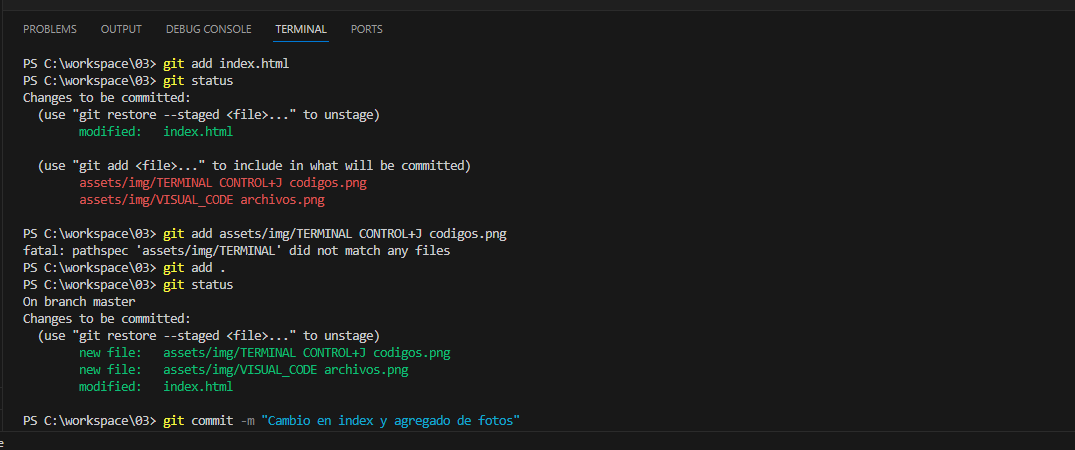 PROBLEMS OUTPUT DEBUG CONSOLE TERMINAL PORTS
PS C:\workspace\03> git add index.html
PS C:\workspace\03> git status
Changes to be committed:
  (use "git restore --staged <file>..." to unstage)
        modified:   index.html

  (use "git add <file>..." to include in what will be committed)
        assets/img/TERMINAL CONTROL+J codigos.png
        assets/img/VISUAL_CODE archivos.png

PS C:\workspace\03> git add assets/img/TERMINAL CONTROL+J codigos.png
fatal: pathspec 'assets/img/TERMINAL' did not match any files
PS C:\workspace\03> git add .
PS C:\workspace\03> git status
On branch master
Changes to be committed:
  (use "git restore --staged <file>..." to unstage)
        new file:   assets/img/TERMINAL CONTROL+J codigos.png
        new file:   assets/img/VISUAL_CODE archivos.png
        modified:   index.html

PS C:\workspace\03> git commit -m "Cambio en index y agregado de fotos"